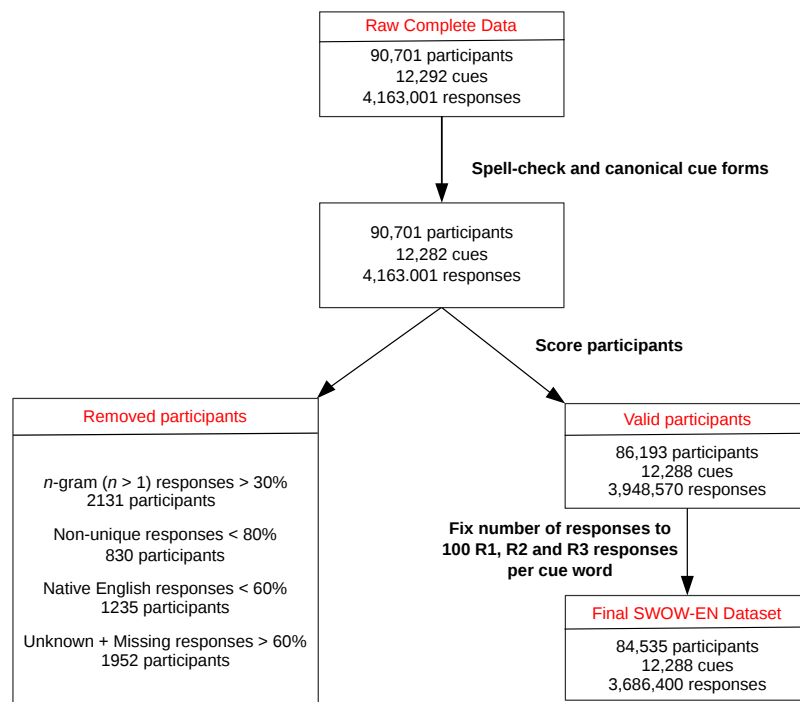 Raw Complete Data
90,701 participants
12,292 cues
4,163,001 responses
Spell-check and canonical cue forms
90,701 participants
12,282 cues
4,163.001 responses
Score participants
Removed participants
n-gram (n > 1) responses > 30%
2131 participants
Non-unique responses < 80%
830 participants
Native English responses < 60%
1235 participants
Unknown + Missing responses > 60%
1952 participants
Valid participants
86,193 participants
12,288 cues
3,948,570 responses
Fix number of responses to
100 R1, R2 and R3 responses
per cue word
Final SWOW-EN Dataset
84,535 participants
12,288 cues
3,686,400 responses